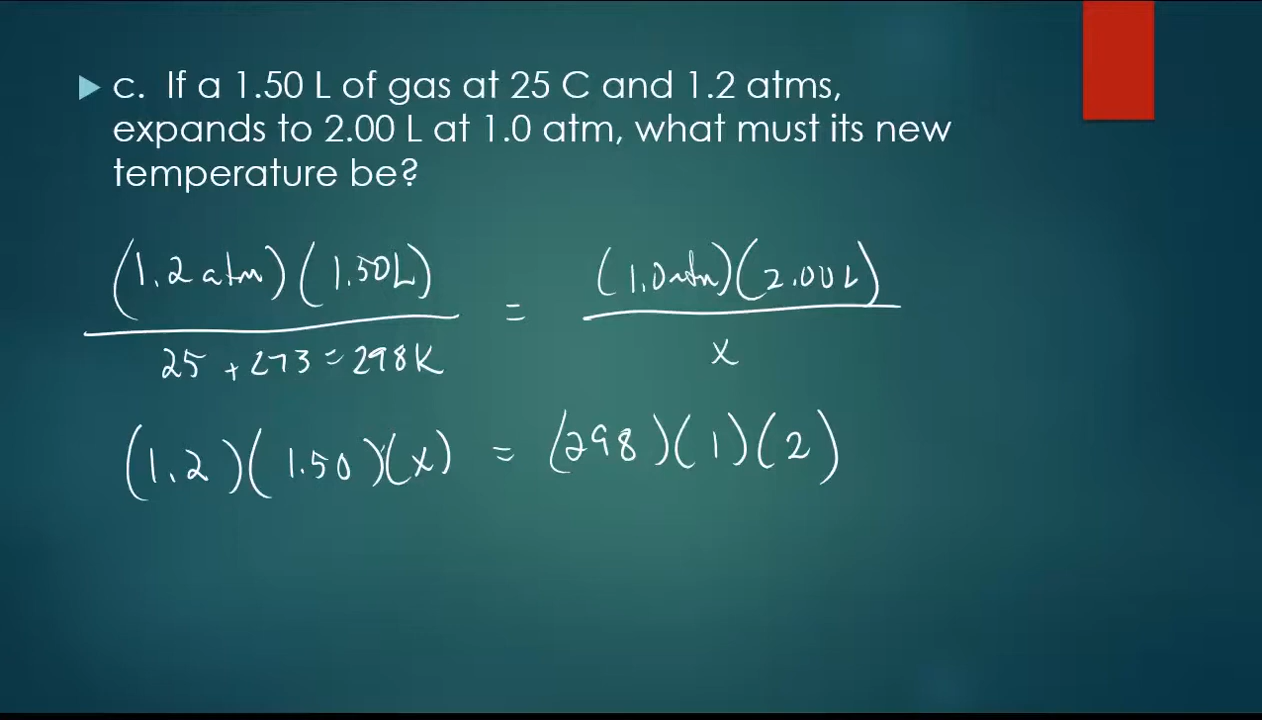 c. If a 1.50 L of gas at 25 C and 1.2 atms,
expands to 2.00 L at 1.0 atm, what must its new
temperature be?
(1.2 atm)(1.50L) = (1.0 atm)(2.00L)
25 + 273 = 298K x
(1.2)(1.50)(x) = (298)(1)(2)